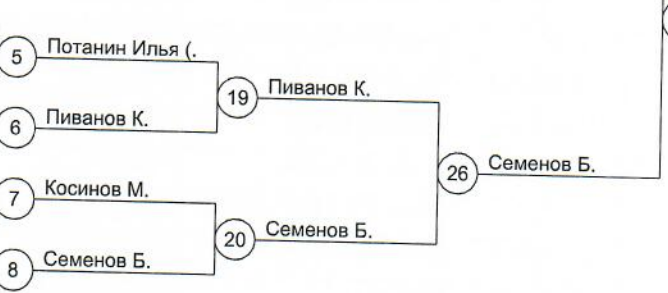 5 Потанин Илья (.
19 Пиванов К.
6 Пиванов К.
26 Семенов Б.
7 Косинов М.
20 Семенов Б.
8 Семенов Б.